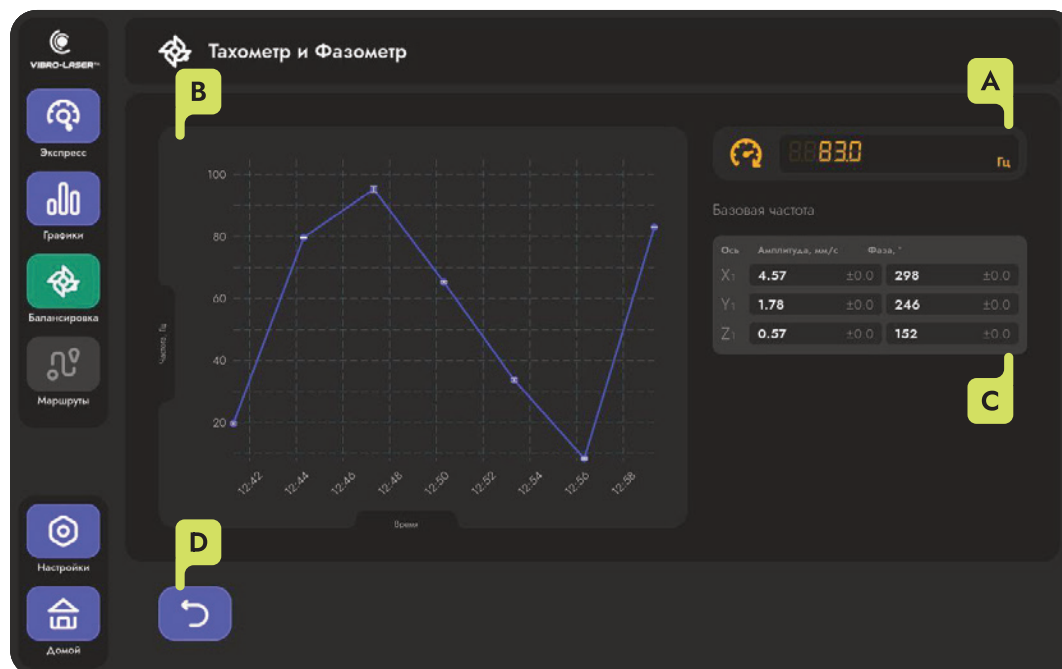 VIBRO-LASER™
Тахометр и Фазометр
Экспресс
Графики
Балансировка
Маршруты
Настройки
Домой
B
A
100
80
60
40
20
Частота, Гц
12:42
12:44
12:46
12:48
12:50
12:52
12:54
12:56
12:58
Время
83.0
Гц
Базовая частота
Ось Амплитуда, мм/с Фаза, °
X1 4.57 ±0.0 298 ±0.0
Y1 1.78 ±0.0 246 ±0.0
Z1 0.57 ±0.0 152 ±0.0
C
D